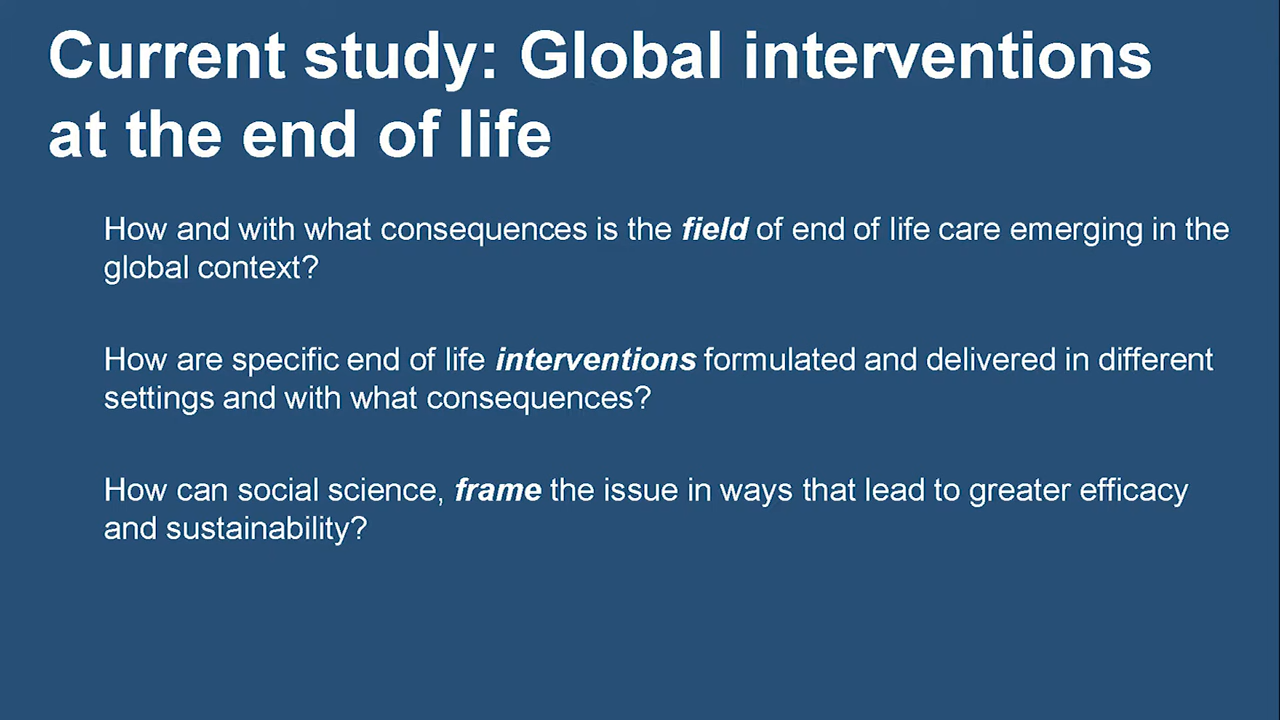 Current study: Global interventions
at the end of life
How and with what consequences is the field of end of life care emerging in the
global context?
How are specific end of life interventions formulated and delivered in different
settings and with what consequences?
How can social science, frame the issue in ways that lead to greater efficacy
and sustainability?